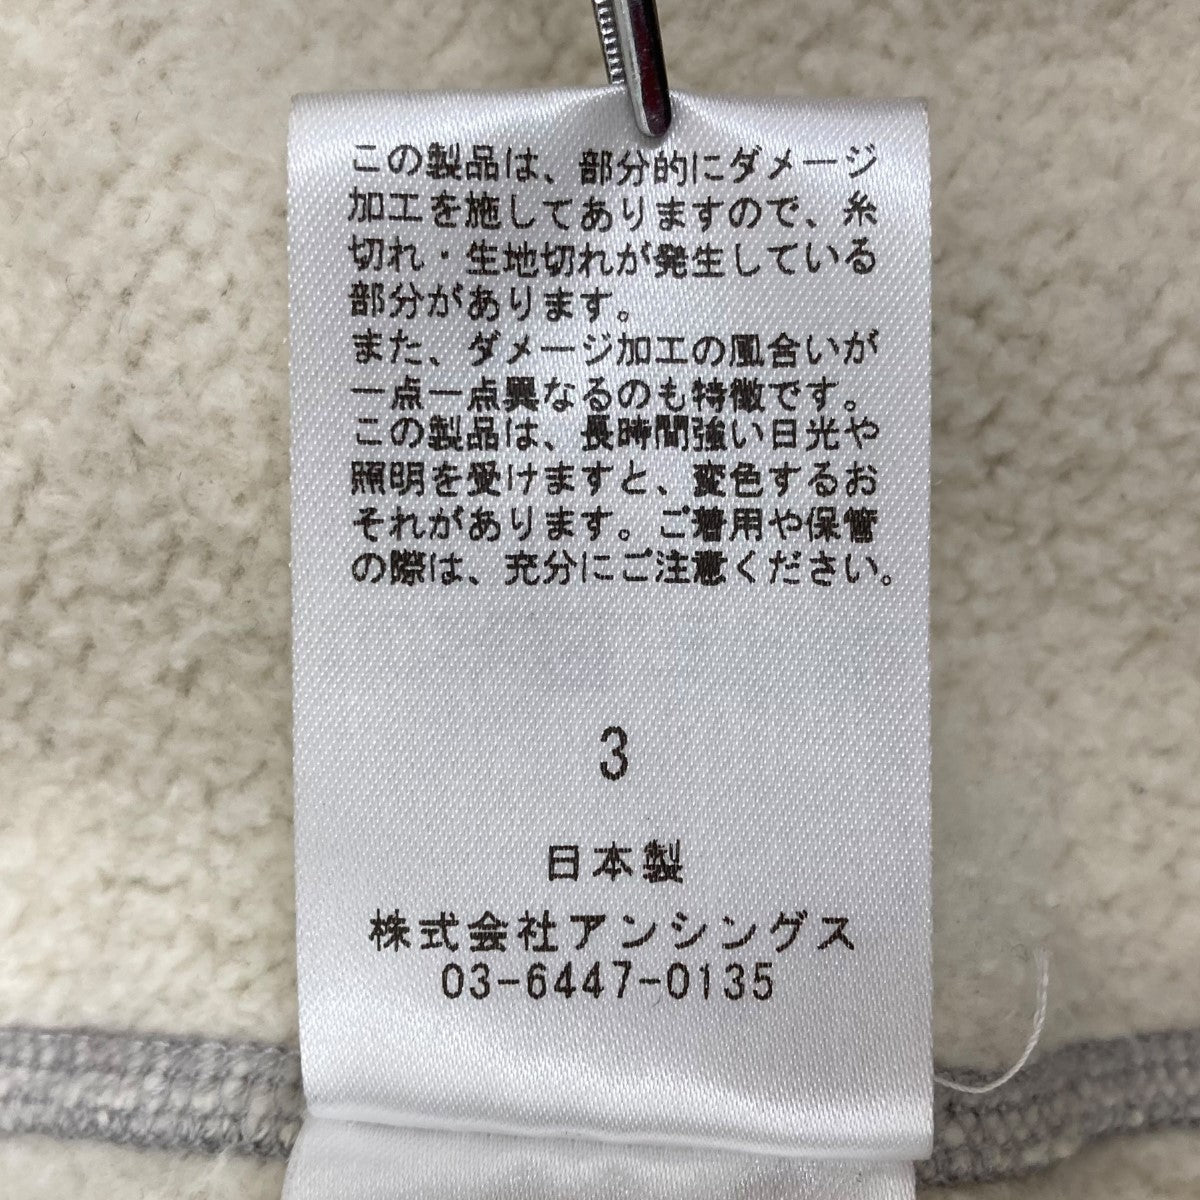 この製品は、部分的にダメージ
加工を施してありますので、糸
切れ・生地切れが発生している
部分があります。
また、ダメージ加工の風合いが
一点一点異なるのも特徴です。
この製品は、長時間強い日光や
照明を受けますと、変色するお
それがあります。ご着用や保管
の際は、充分にご注意ください。
3
日本製
株式会社アンシングス
03-6447-0135